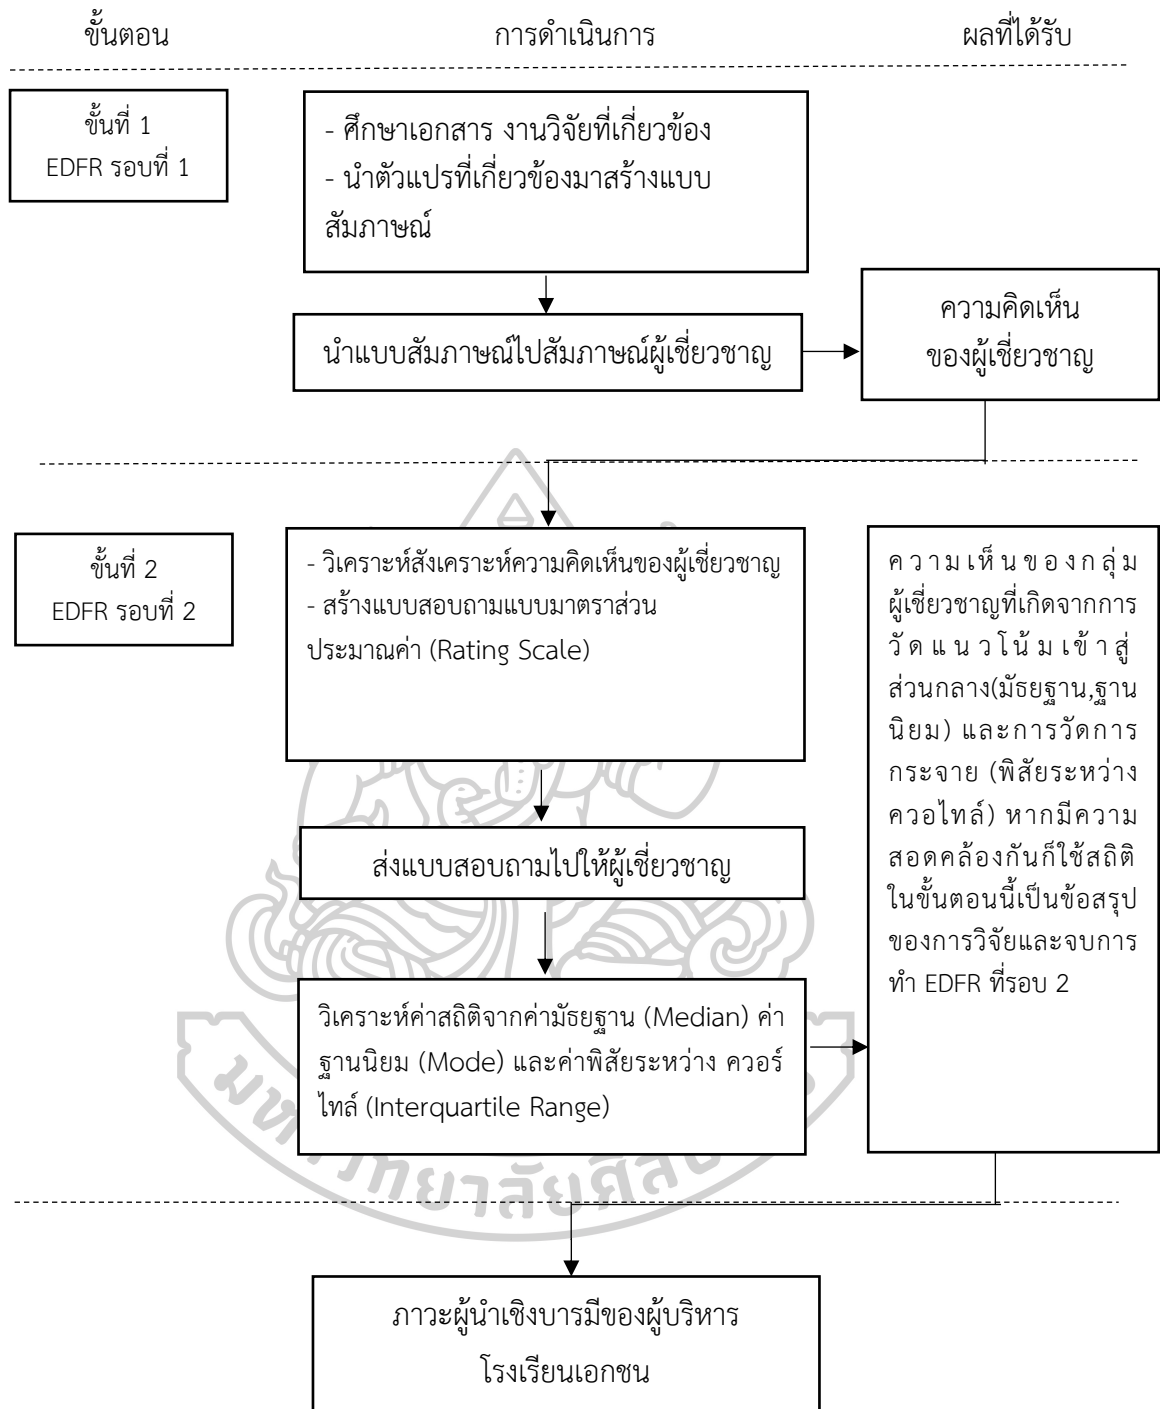 ขั้นตอน การดำเนินการ ผลที่ได้รับ
ขั้นที่ 1
EDFR รอบที่ 1
- ศึกษาเอกสาร งานวิจัยที่เกี่ยวข้อง
- นำตัวแปรที่เกี่ยวข้องมาสร้างแบบ
สัมภาษณ์
นำแบบสัมภาษณ์ไปสัมภาษณ์ผู้เชี่ยวชาญ
ความคิดเห็น
ของผู้เชี่ยวชาญ
ขั้นที่ 2
EDFR รอบที่ 2
- วิเคราะห์สังเคราะห์ความคิดเห็นของผู้เชี่ยวชาญ
- สร้างแบบสอบถามแบบมาตราส่วน
ประมาณค่า (Rating Scale)
ส่งแบบสอบถามไปให้ผู้เชี่ยวชาญ
วิเคราะห์ค่าสถิติจากค่ามัธยฐาน (Median) ค่า
ฐานนิยม (Mode) และค่าพิสัยระหว่าง ควอร์
ไทล์ (Interquartile Range)
ความเห็นของกลุ่ม
ผู้เชี่ยวชาญที่เกิดจากการ
วัดแนวโน้มเข้าสู่
ส่วนกลาง(มัธยฐาน,ฐาน
นิยม) และการวัดการ
กระจาย (พิสัยระหว่าง
ควอไทล์) หากมีความ
สอดคล้องกันก็ใช้สถิติ
ในขั้นตอนนี้เป็นข้อสรุป
ของการวิจัยและจบการ
ทำ EDFR ที่รอบ 2
ภาวะผู้นำเชิงบารมีของผู้บริหาร
โรงเรียนเอกชน